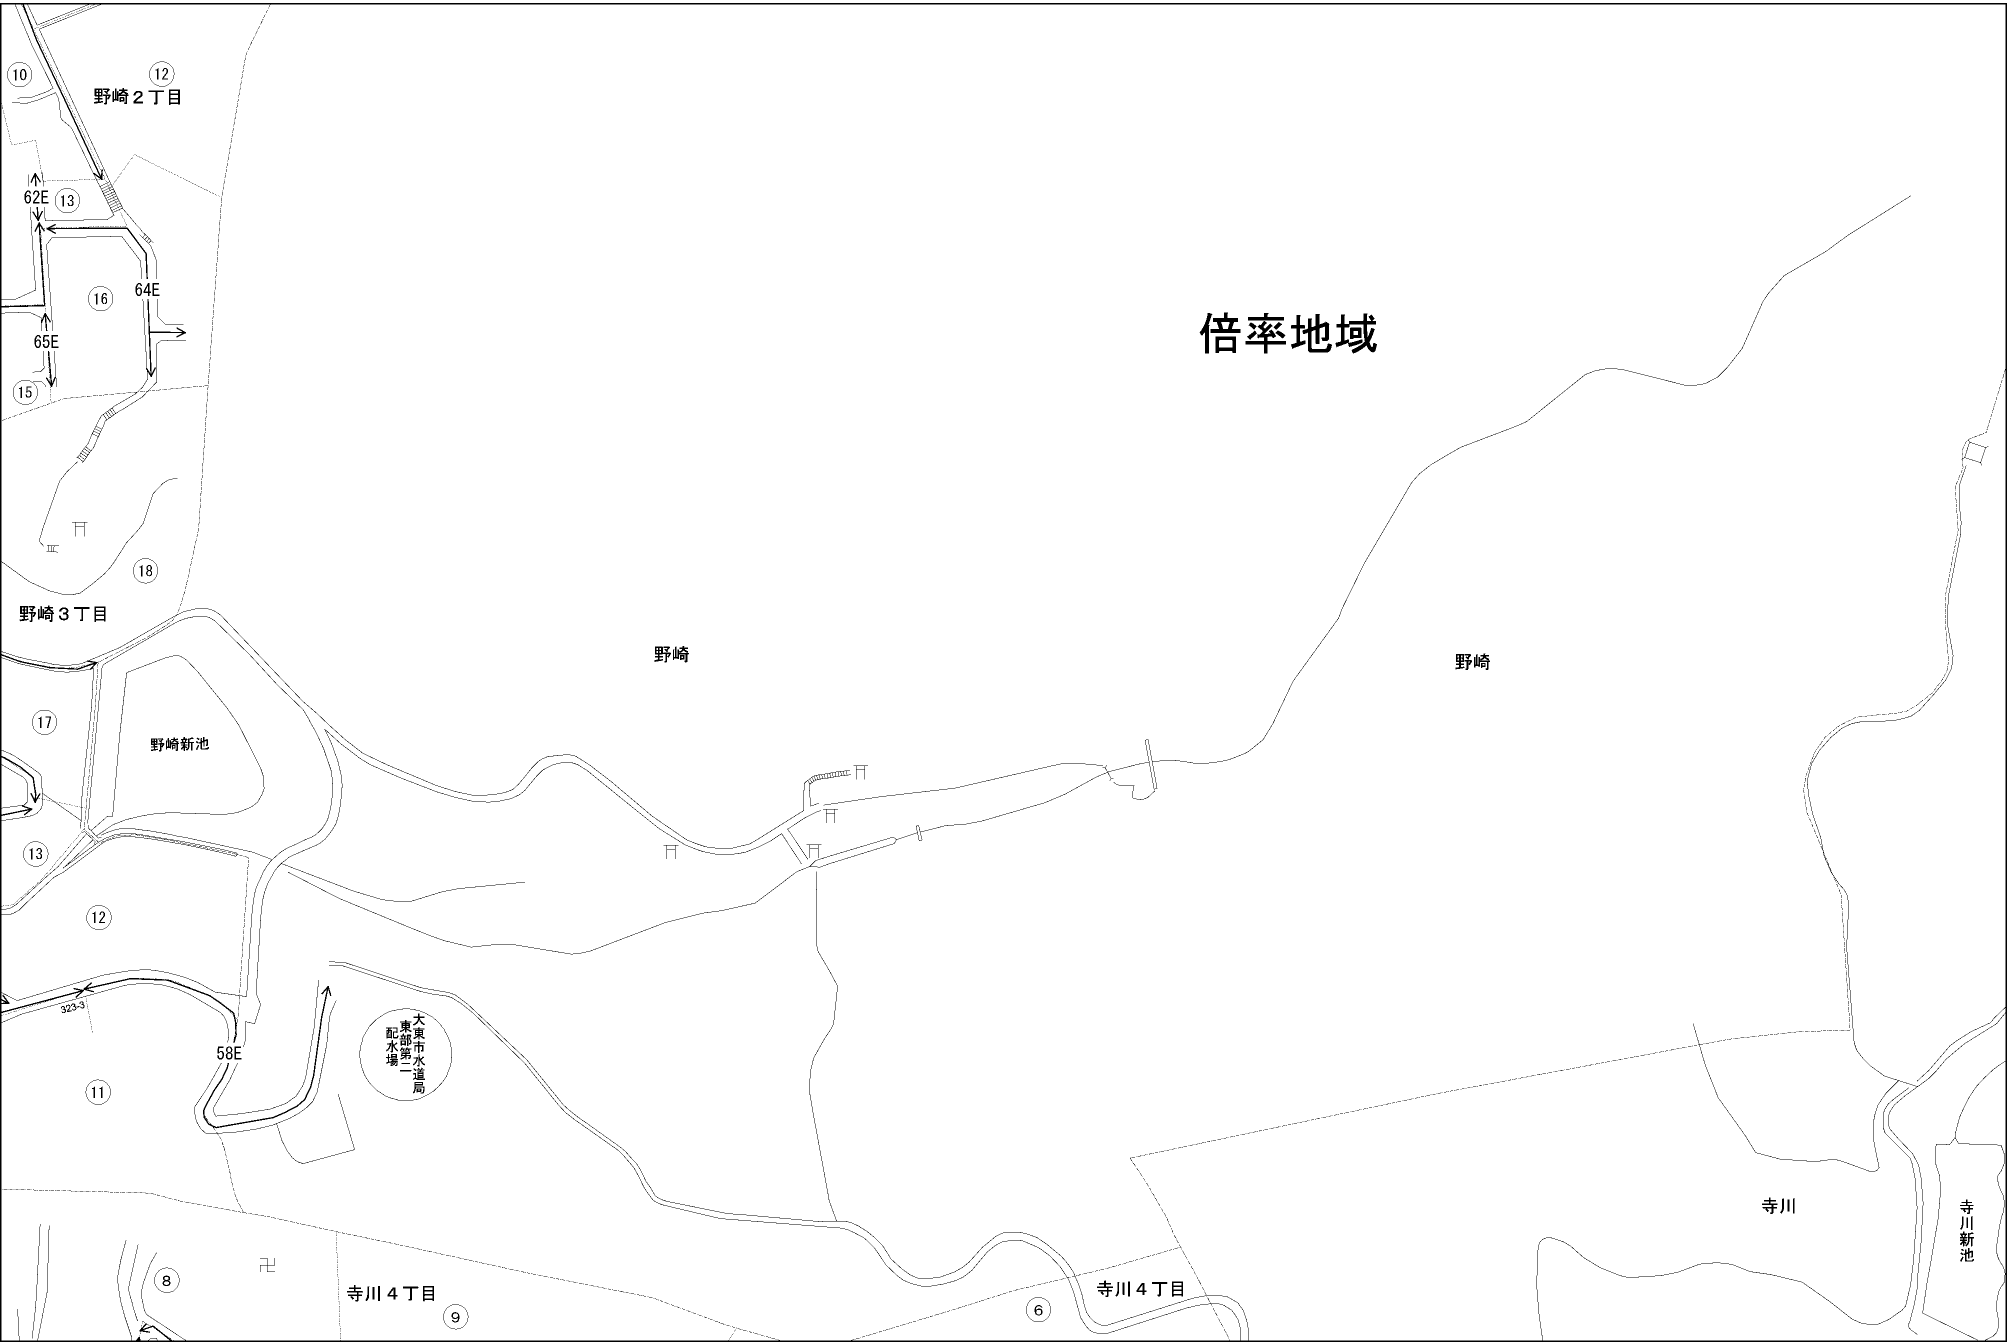 10
12
野崎２丁目
62E
13
64E
16
65E
15
倍率地域
18
野崎３丁目
野崎
野崎
17
野崎新池
13
12
323-3
58E
大東市水道局
東部第二
配水場
11
寺川
寺川新池
8
寺川４丁目
9
寺川４丁目
6